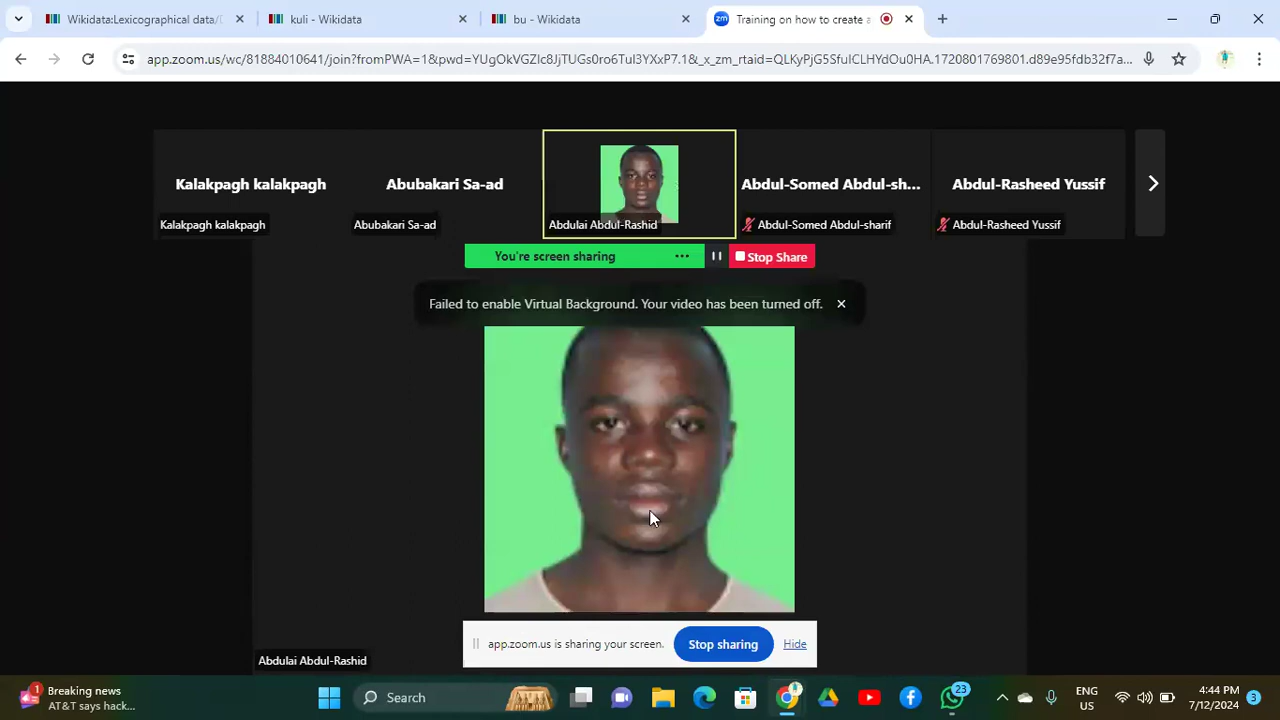 Wikidata:Lexicographical data/
kuli - Wikidata
bu - Wikidata
zm
Training on how to create a
app.zoom.us/wc/81884010641/join?fromPWA=1&pwd=YUgOkVGZlc8JjTUGs0ro6TuI3YXxP7.1&_x_zm_rtaid=QLKyPjG5SfuICLHYdOu0HA.1720801769801.d89e95fdb32f7a...
Kalakpagh kalakpagh
Abubakari Sa-ad
Abdul-Somed Abdul-sh...
Abdul-Rasheed Yussif
Kalakpagh kalakpagh
Abubakari Sa-ad
Abdulai Abdul-Rashid
Abdul-Somed Abdul-sharif
Abdul-Rasheed Yussif
You're screen sharing
Stop Share
Failed to enable Virtual Background. Your video has been turned off.
app.zoom.us is sharing your screen.
Stop sharing
Hide
Abdulai Abdul-Rashid
1
Breaking news
AT&T says hack...
Search
23
ENG
US
4:44 PM
7/12/2024
3